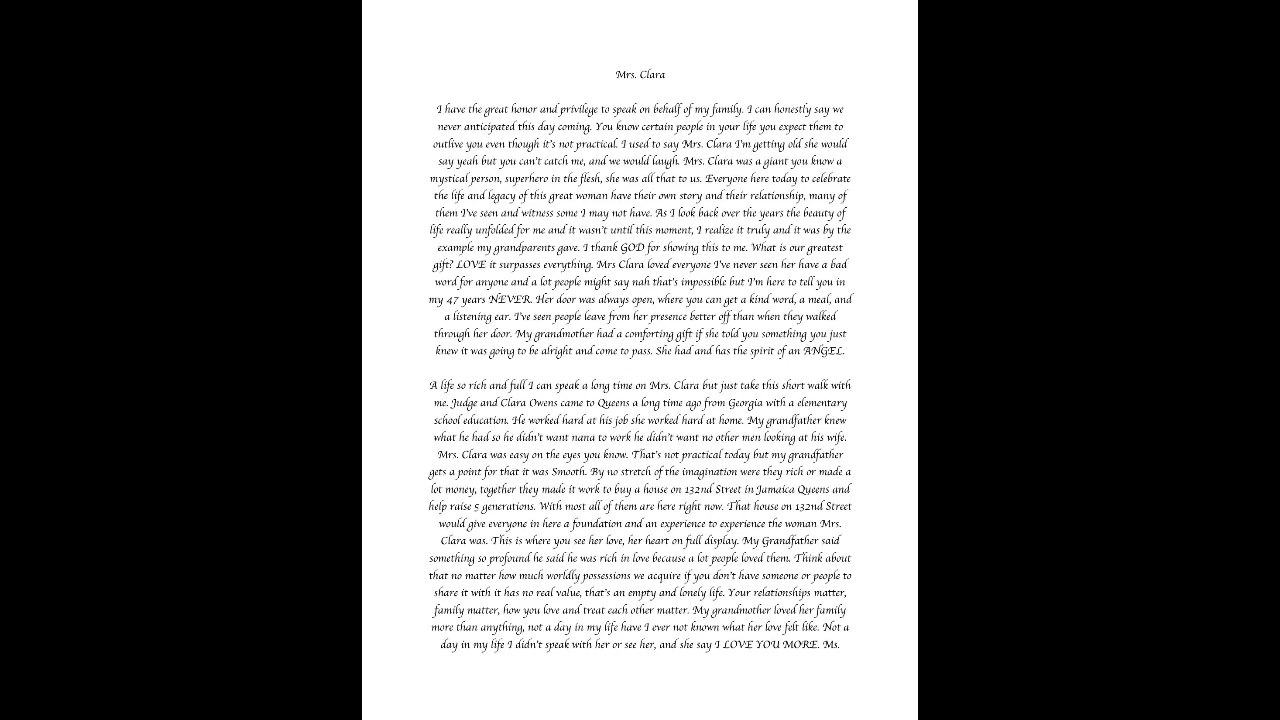 Mrs. Clara
I have the great honor and privilege to speak on behalf of my family. I can honestly say we
never anticipated this day coming. You know certain people in your life you expect them to
outlive you even though it's not practical. I used to say Mrs. Clara I'm getting old she would
say yeah but you can't catch me, and we would laugh. Mrs. Clara was a giant you know a
mystical person, superhero in the flesh, she was all that to us. Everyone here today to celebrate
the life and legacy of this great woman have their own story and their relationship, many of
them I've seen and witness some I may not have. As I look back over the years the beauty of
life really unfolded for me and it wasn't until this moment, I realize it truly and it was by the
example my grandparents gave. I thank GOD for showing this to me. What is our greatest
gift? LOVE it surpasses everything. Mrs Clara loved everyone I've never seen her have a bad
word for anyone and a lot people might say nah that's impossible but I'm here to tell you in
my 47 years NEVER. Her door was always open, where you can get a kind word, a meal, and
a listening ear. I've seen people leave from her presence better off than when they walked
through her door. My grandmother had a comforting gift if she told you something you just
knew it was going to be alright and come to pass. She had and has the spirit of an ANGEL.
A life so rich and full I can speak a long time on Mrs. Clara but just take this short walk with
me. Judge and Clara Owens came to Queens a long time ago from Georgia with a elementary
school education. He worked hard at his job she worked hard at home. My grandfather knew
what he had so he didn't want nana to work he didn't want no other men looking at his wife.
Mrs. Clara was easy on the eyes you know. That's not practical today but my grandfather
gets a point for that it was Smooth. By no stretch of the imagination were they rich or made a
lot money, together they made it work to buy a house on 132nd Street in Jamaica Queens and
help raise 5 generations. With most all of them are here right now. That house on 132nd Street
would give everyone in here a foundation and an experience to experience the woman Mrs.
Clara was. This is where you see her love, her heart on full display. My Grandfather said
something so profound he said he was rich in love because a lot people loved them. Think about
that no matter how much worldly possessions we acquire if you don't have someone or people to
share it with it has no real value, that's an empty and lonely life. Your relationships matter,
family matter, how you love and treat each other matter. My grandmother loved her family
more than anything, not a day in my life have I ever not known what her love felt like. Not a
day in my life I didn't speak with her or see her, and she say I LOVE YOU MORE. Ms.